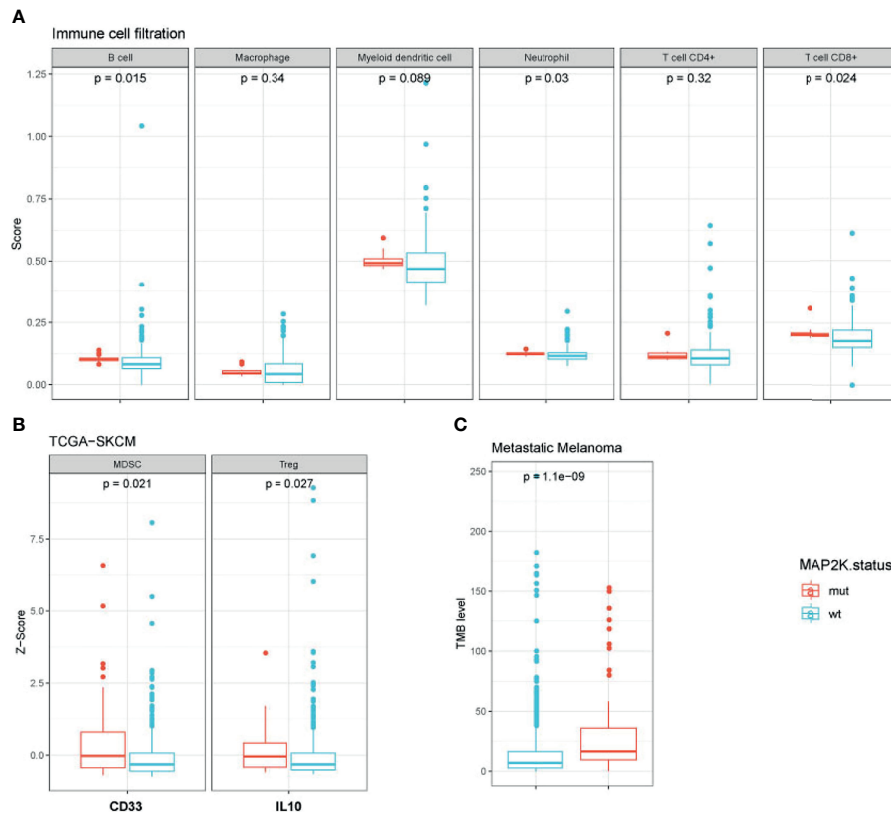 A
Immune cell filtration
B cell
Macrophage
Myeloid dendritic cell
Neutrophil
T cell CD4+
T cell CD8+
p = 0.015
p = 0.34
p = 0.089
p = 0.03
p = 0.32
p = 0.024
1.25
1.00
0.75
0.50
0.25
0.00
Score
B
TCGA-SKCM
MDSC
Treg
p = 0.021
p = 0.027
7.5
5.0
2.5
0.0
Z-Score
CD33
IL10
C
Metastalic Melanoma
p = 1.1e-09
250
200
150
100
50
0
TMB level
MAP2K.status
mut
wt